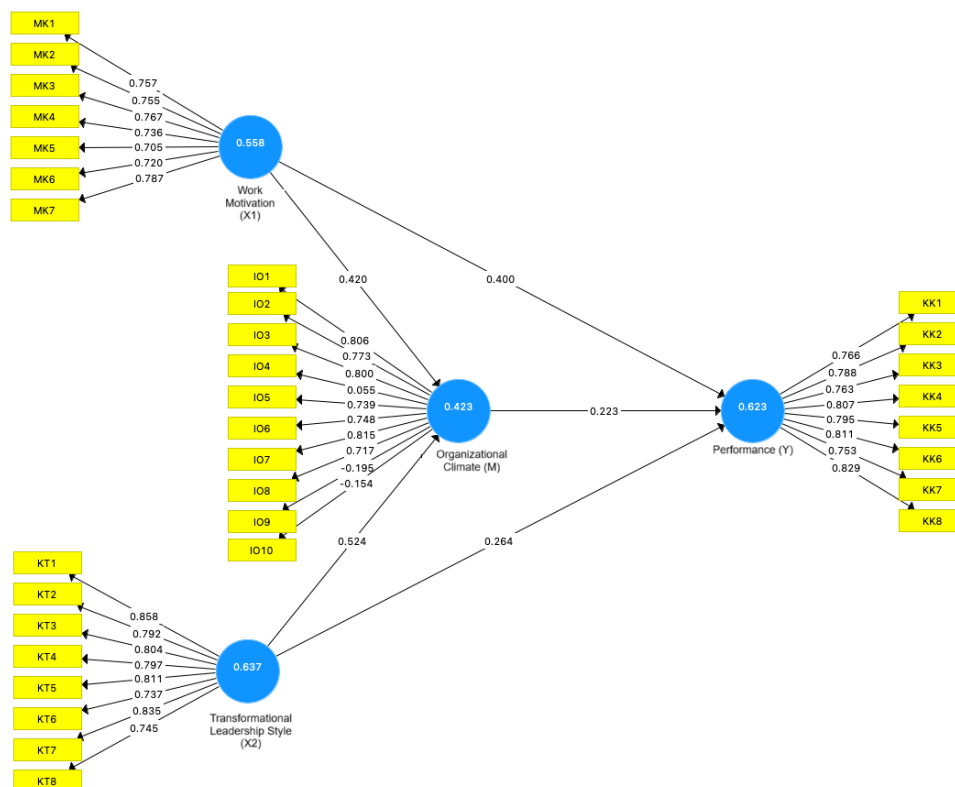 MK1
MK2
MK3
MK4
MK5
MK6
MK7
0.757
0.755
0.767
0.736
0.705
0.720
0.787
0.558
Work
Motivation
(X1)
0.420
0.400
IO1
IO2
IO3
IO4
IO5
IO6
IO7
IO8
IO9
IO10
0.806
0.773
0.800
0.055
0.739
0.748
0.815
0.717
-0.195
-0.154
0.423
Organizational
Climate (M)
0.223
0.623
Performance (Y)
0.766
0.788
0.763
0.807
0.795
0.811
0.753
0.829
KK1
KK2
KK3
KK4
KK5
KK6
KK7
KK8
0.524
0.264
KT1
KT2
KT3
KT4
KT5
KT6
KT7
KT8
0.858
0.792
0.804
0.797
0.811
0.737
0.835
0.745
0.637
Transformational
Leadership Style
(X2)